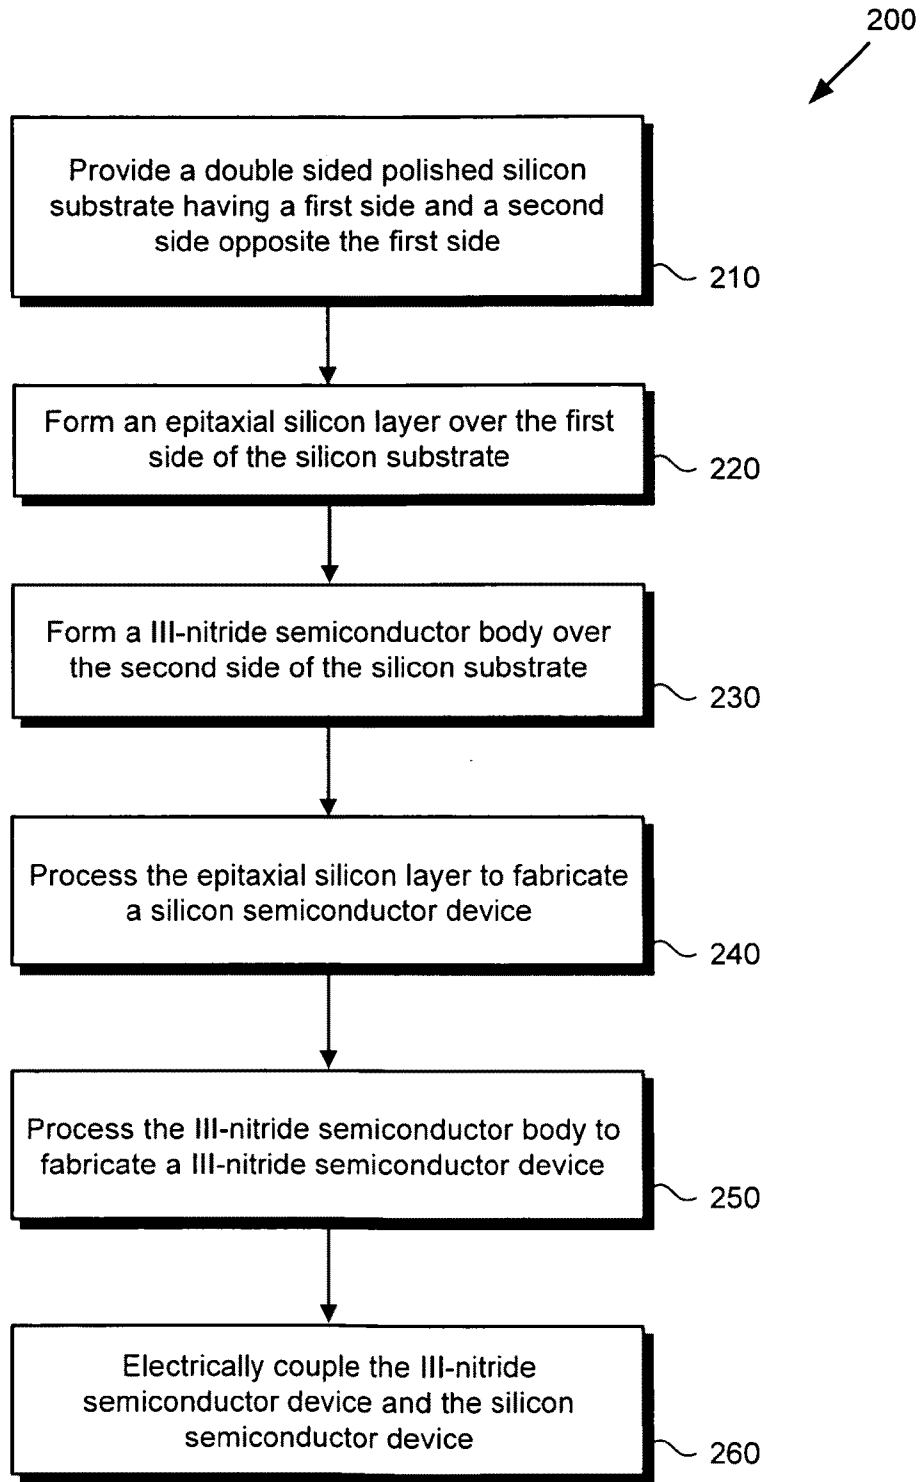 200
Provide a double sided polished silicon
substrate having a first side and a second
side opposite the first side
210
Form an epitaxial silicon layer over the first
side of the silicon substrate
220
Form a III-nitride semiconductor body over
the second side of the silicon substrate
230
Process the epitaxial silicon layer to fabricate
a silicon semiconductor device
240
Process the III-nitride semiconductor body to
fabricate a III-nitride semiconductor device
250
Electrically couple the III-nitride
semiconductor device and the silicon
semiconductor device
260